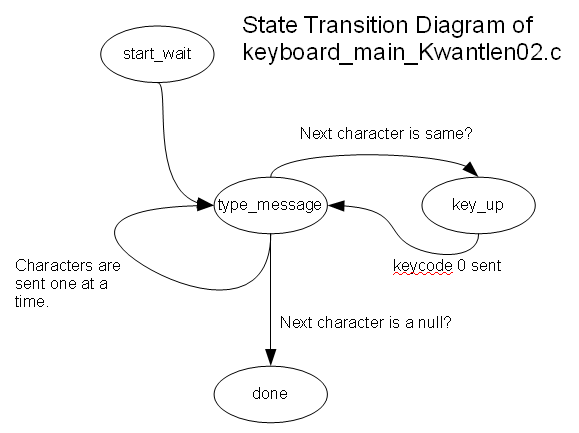 State Transition Diagram of
keyboard_main_Kwantlen02.c
start_wait
Next character is same?
type_message
key_up
Characters are
sent one at a
time.
keycode 0 sent
Next character is a null?
done